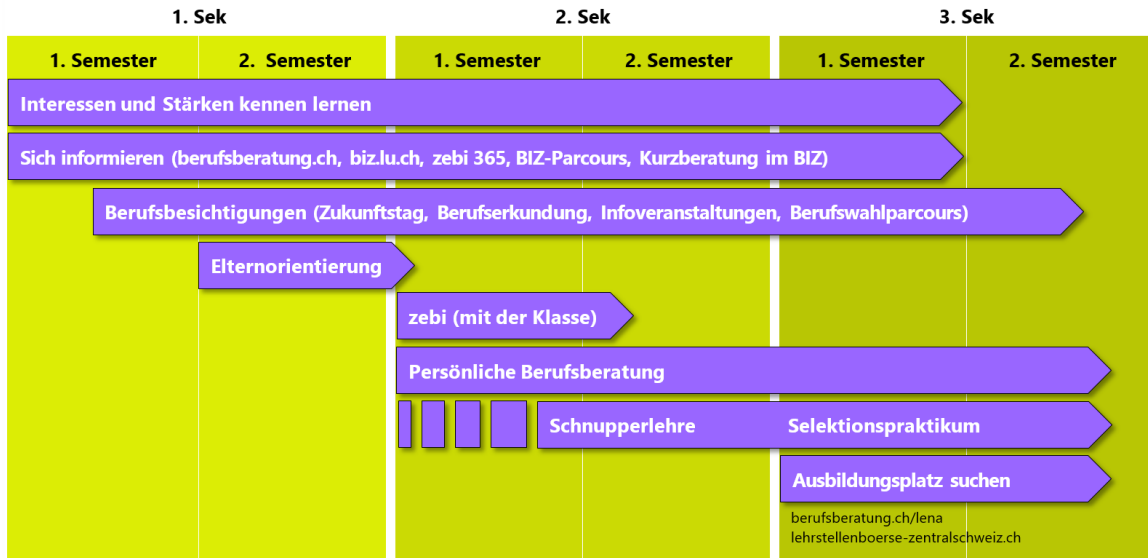 1. Sek
2. Sek
3. Sek
1. Semester
2. Semester
1. Semester
2. Semester
1. Semester
2. Semester
Interessen und Stärken kennen lernen
Sich informieren (berufsberatung.ch, biz.lu.ch, zebi 365, BIZ-Parcours, Kurzberatung im BIZ)
Berufsbesichtigungen (Zukunftstag, Berufserkundung, Infoveranstaltungen, Berufswahlparcours)
Elternorientierung
zebi (mit der Klasse)
Persönliche Berufsberatung
Schnupperlehre
Selektionspraktikum
Ausbildungsplatz suchen
berufsberatung.ch/lena
lehrstellenboerse-zentralschweiz.ch